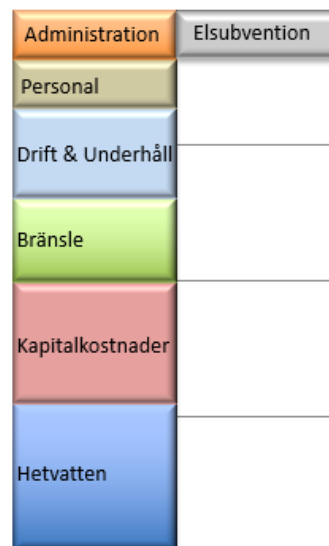 Administration
Elsubvention
Personal
Drift & Underhåll
Bränsle
Kapitalkostnader
Hetvatten